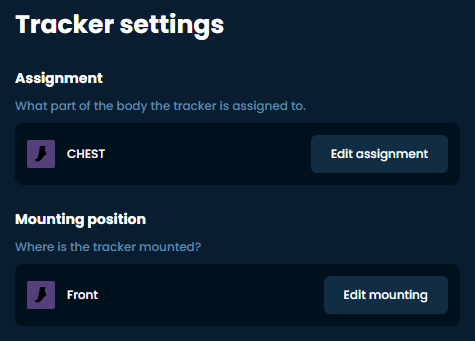 Tracker settings
Assignment
What part of the body the tracker is assigned to.
CHEST
Edit assignment
Mounting position
Where is the tracker mounted?
Front
Edit mounting